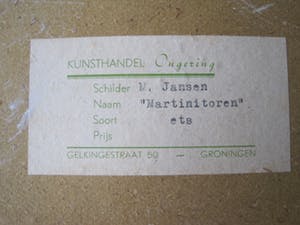 KUNSTHANDEL Ongering
Schilder M. Jansen
Naam "Martinitoren"
Soort ets
Prijs
GELKINGESTRAAT 50 — GRONINGEN